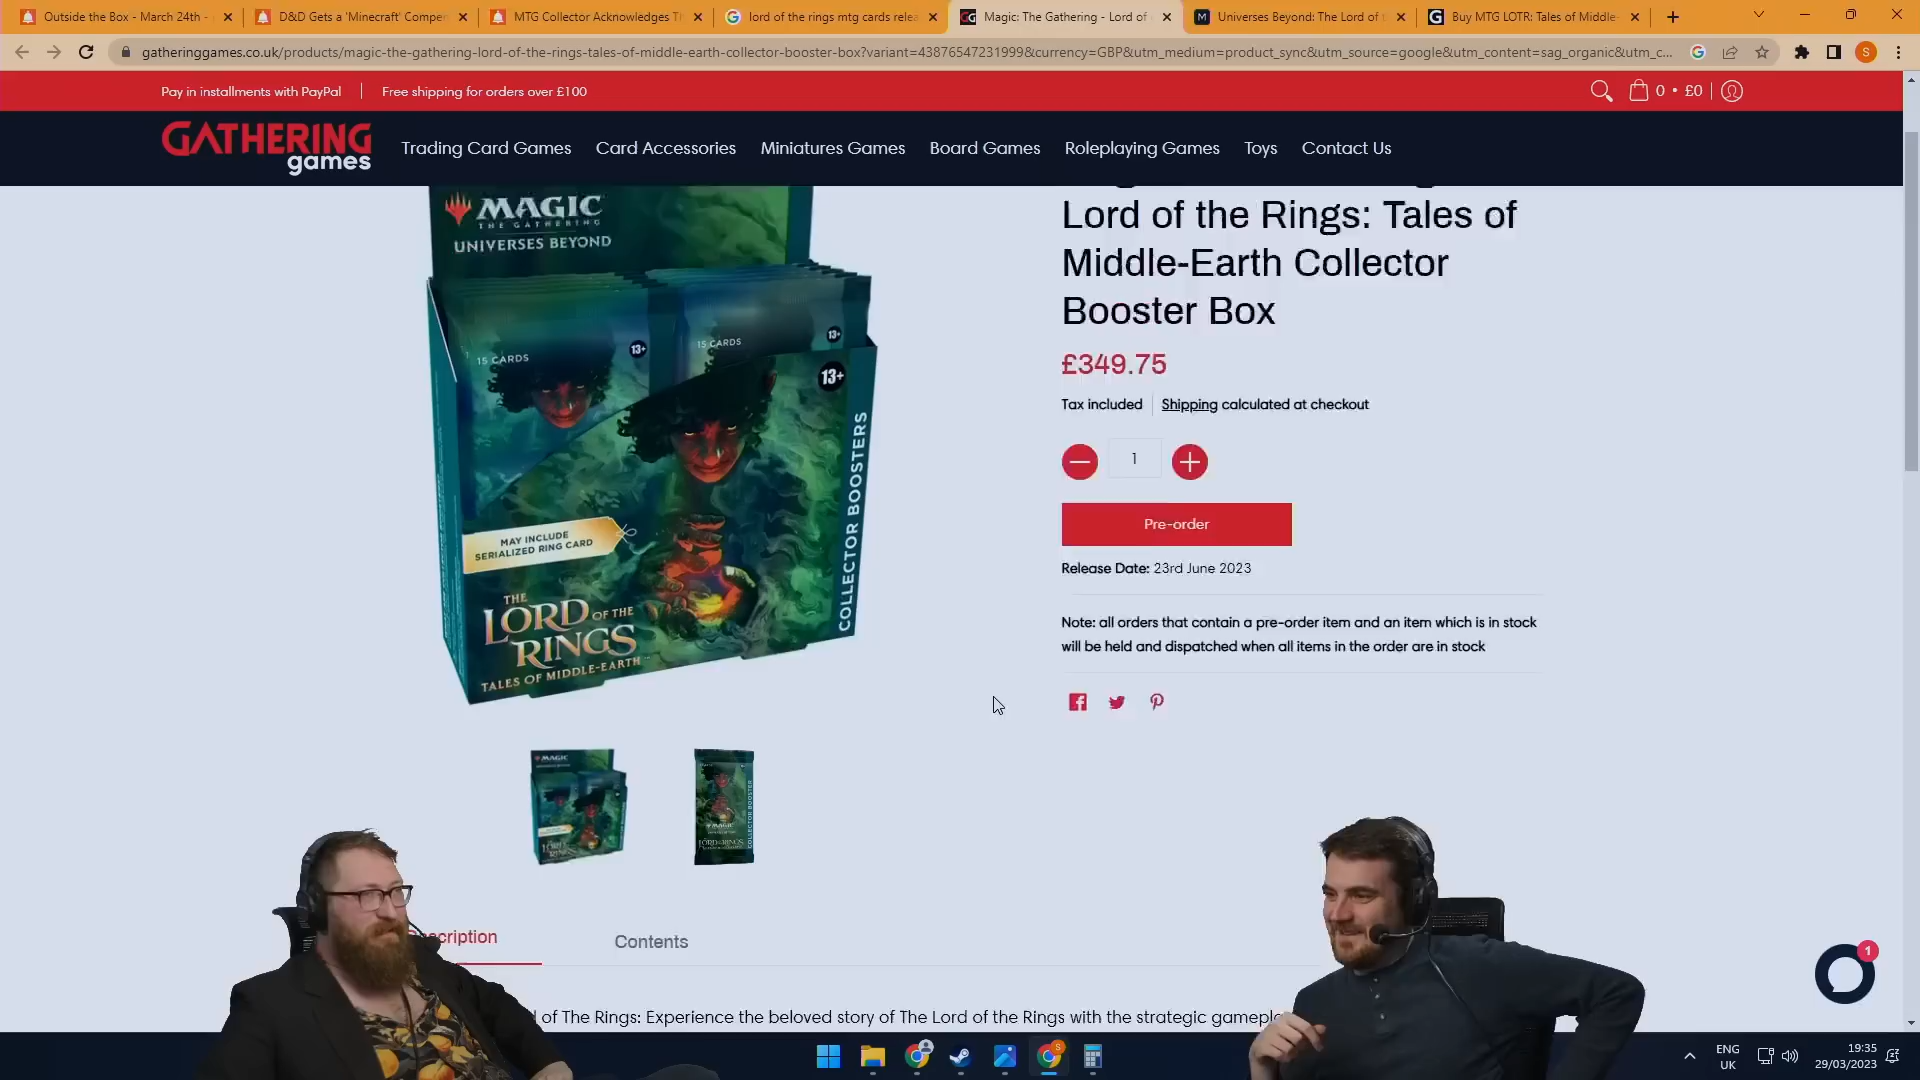 Outside the Box - March 24th -
D&D Gets a 'Minecraft' Compe
MTG Collector Acknowledges T
lord of the rings mtg cards relea
Magic: The Gathering - Lord of
Universes Beyond: The Lord of t
Buy MTG LOTR: Tales of Middle-
gatheringgames.co.uk/products/magic-the-gathering-lord-of-the-rings-tales-of-middle-earth-collector-booster-box?variant=43876547231999&currency=GBP&utm_medium=product_sync&utm_source=google&utm_content=sag_organic&utm_c...
S
Pay in installments with PayPal
Free shipping for orders over £100
0 • £0
GATHERING
games
Trading Card Games
Card Accessories
Miniatures Games
Board Games
Roleplaying Games
Toys
Contact Us
MAGIC
THE GATHERING
UNIVERSES BEYOND
15 CARDS
13+
15 CARDS
13+
13+
MAY INCLUDE
SERIALIZED RING CARD
COLLECTOR BOOSTERS
THE
LORD OF THE
RINGS
TALES OF MIDDLE-EARTH
Lord of the Rings: Tales of
Middle-Earth Collector
Booster Box
£349.75
Tax included
Shipping calculated at checkout
1
Pre-order
Release Date: 23rd June 2023
Note: all orders that contain a pre-order item and an item which is in stock
will be held and dispatched when all items in the order are in stock
Contents
1
of The Rings: Experience the beloved story of The Lord of the Rings with the strategic
ENG
UK
19:35
29/03/2023